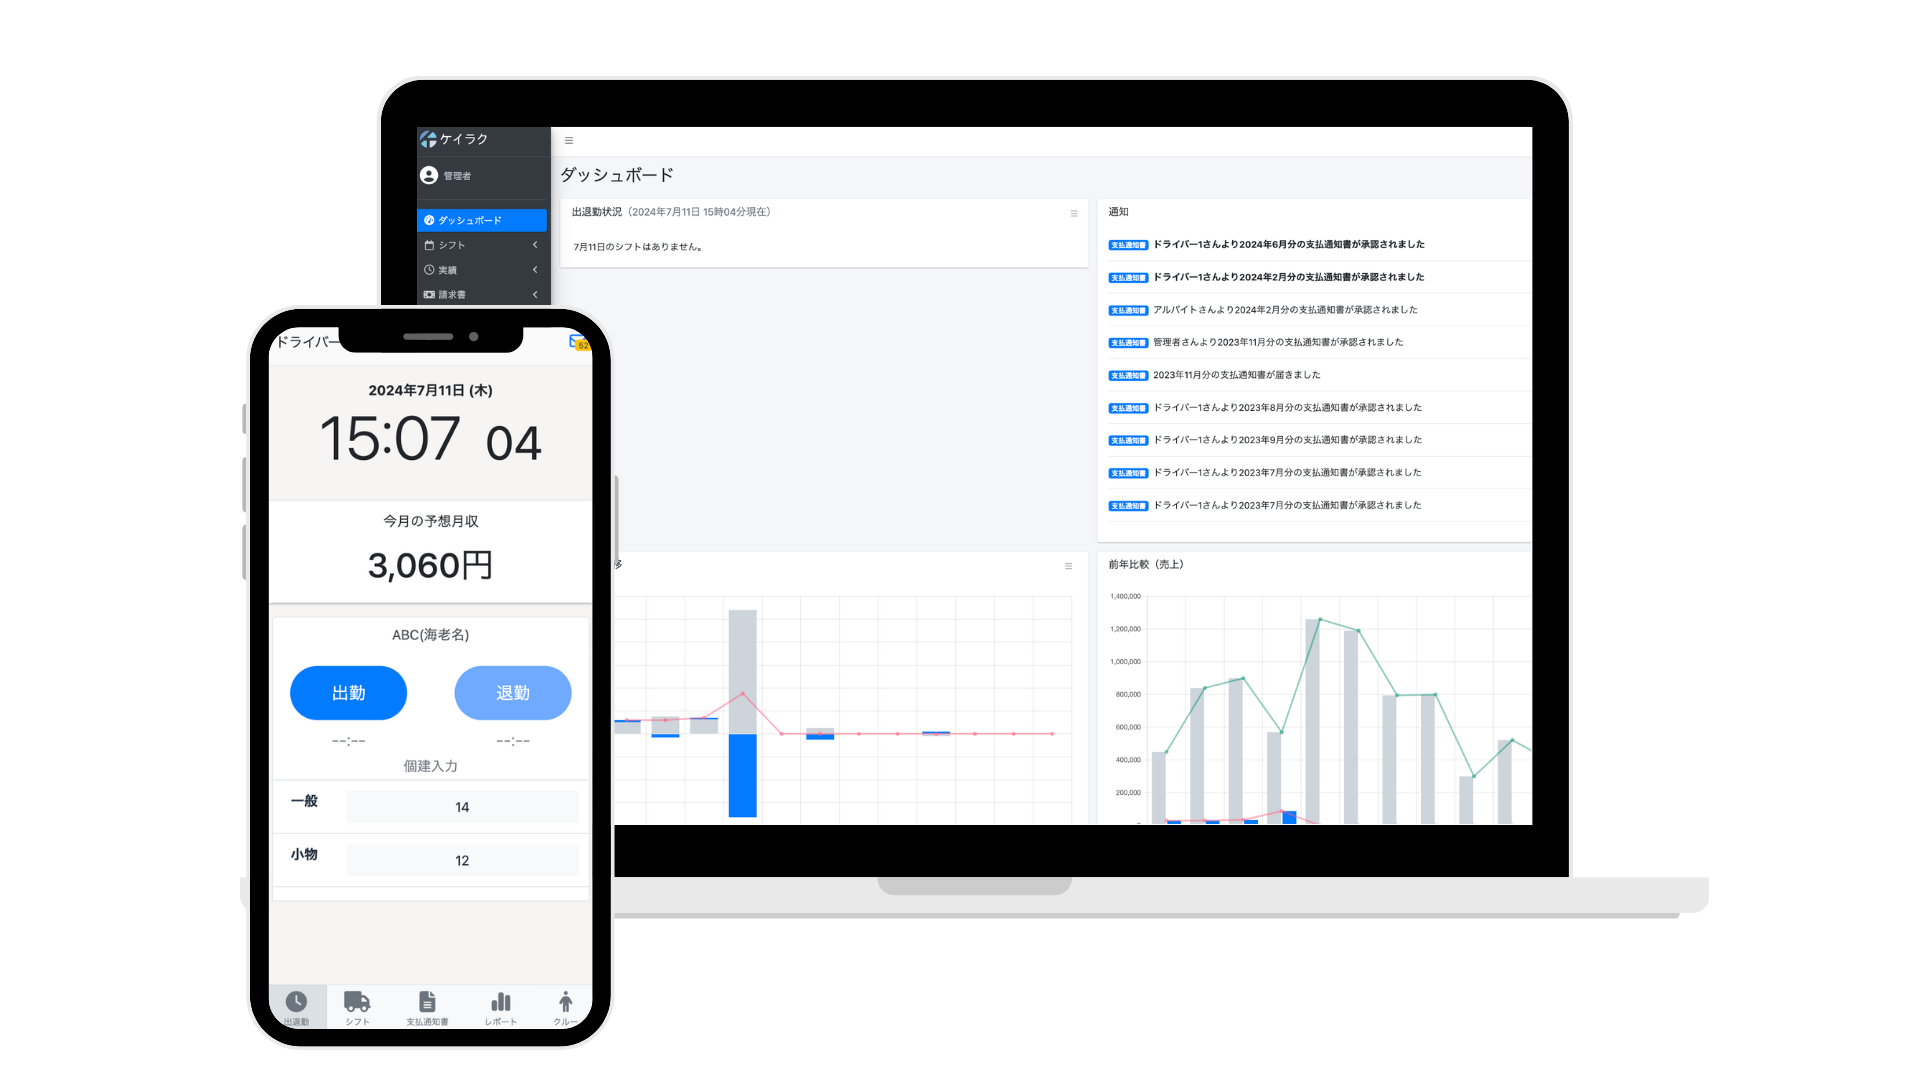 ケイラク
管理者
ダッシュボード
シフト
実績
請求書
ダッシュボード
出退勤状況（2024年7月11日 15時04分現在）
7月11日のシフトはありません。
通知
支払通知書 ドライバー1さんより2024年6月分の支払通知書が承認されました
支払通知書 ドライバー1さんより2024年2月分の支払通知書が承認されました
支払通知書 アルバイトさんより2024年2月分の支払通知書が承認されました
支払通知書 管理者さんより2023年11月分の支払通知書が承認されました
支払通知書 2023年11月分の支払通知書が届きました
支払通知書 ドライバー1さんより2023年8月分の支払通知書が承認されました
支払通知書 ドライバー1さんより2023年9月分の支払通知書が承認されました
支払通知書 ドライバー1さんより2023年7月分の支払通知書が承認されました
支払通知書 ドライバー1さんより2023年7月分の支払通知書が承認されました
移
前年比較（売上）
1,400,000
1,200,000
1,000,000
800,000
600,000
400,000
200,000
ドライバー
52
2024年7月11日 (木)
15:07 04
今月の予想月収
3,060円
ABC(海老名)
出勤
退勤
--:--
--:--
個建入力
一般
14
小物
12
出退勤
シフト
支払通知書
レポート
クルー